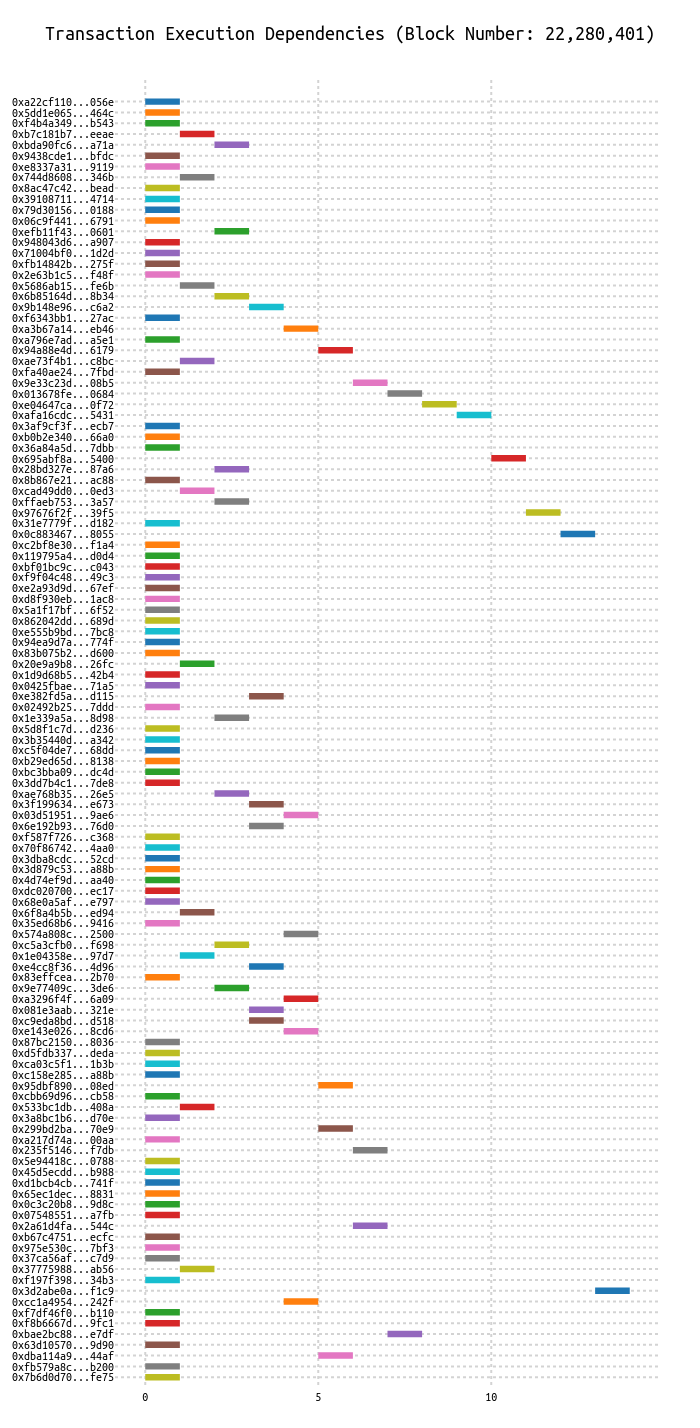 Transaction Execution Dependencies (Block Number: 22,280,401)
0xa22cf110...056e
0x5dd1e065...464c
0xf4b4a349...b543
0xb7c181b7...eeae
0xbda90fc6...a71a
0x9438cde1...bfdc
0xe8337a31...9119
0x744d8608...346b
0x8ac47c42...bead
0x39108711...4714
0x79d30156...0188
0x06c9f441...6791
0xefb11f43...0601
0x948043d6...a907
0x71004bf0...1d2d
0xfb14842b...275f
0x2e63b1c5...f48f
0x5686ab15...fe6b
0x6b85164d...8b34
0x9b148e96...c6a2
0xf6343bb1...27ac
0xa3b67a14...eb46
0xa796e7ad...a5e1
0x94a88e4d...6179
0xae73f4b1...c8bc
0xfa40ae24...7fbd
0x9e33c23d...08b5
0x013678fe...0684
0xe04647ca...0f72
0xafa16cdc...5431
0x3af9cf3f...ecb7
0xb0b2e340...66a0
0x36a84a5d...7dbb
0x695abf8a...5400
0x28bd327e...87a6
0x8b867e21...ac88
0xcad49dd0...0ed3
0xffaeb753...3a57
0x97676f2f...39f5
0x31e7779f...d182
0x0c883467...8055
0xc2bf8e30...f1a4
0x119795a4...d0d4
0xbf01bc9c...c043
0xf9f04c48...49c3
0xe2a93d9d...67ef
0xd8f930eb...1ac8
0x5a1f17bf...6f52
0x862042dd...689d
0xe555b9bd...7bc8
0x94ea9d7a...774f
0x83b075b2...d600
0x20e9a9b8...26fc
0x1d9d68b5...42b4
0x0425fbae...71a5
0xe382fd5a...d115
0x02492b25...7ddd
0x1e339a5a...8d98
0x5d8f1c7d...d236
0x3b35440d...a342
0xc5f04de7...68dd
0xb29ed65d...8138
0xbc3bba09...dc4d
0x3dd7b4c1...7de8
0xae768b35...26e5
0x3f199634...e673
0x03d51951...9ae6
0x6e192b93...76d0
0xf587f726...c368
0x70f86742...4aa0
0x3dba8cdc...52cd
0x3d879c53...a88b
0x4d74ef9d...aa40
0xdc020700...ec17
0x68e0a5af...e797
0x6f8a4b5b...ed94
0x35ed68b6...9416
0x574a808c...2500
0xc5a3cfb0...f698
0x1e04358e...97d7
0xe4cc8f36...4d96
0x83effcea...2b70
0x9e77409c...3de6
0xa3296f4f...6a09
0x081e3aab...321e
0xc9eda8bd...d518
0xe143e026...8cd6
0x87bc2150...8036
0xd5fdb337...deda
0xca03c5f1...1b3b
0xc158e285...a88b
0x95dbf890...08ed
0xcbb69d96...cb58
0x533bc1db...408a
0x3a8bc1b6...d70e
0x299bd2ba...70e9
0xa217d74a...00aa
0x235f5146...f7db
0x5e94418c...0788
0x45d5ecdd...b988
0xd1bcb4cb...741f
0x65ec1dec...8831
0x0c3c20b8...9d8c
0x07548551...a7fb
0x2a61d4fa...544c
0xb67c4751...ecfc
0x975e530c...7bf3
0x37ca56af...c7d9
0x37775988...ab56
0xf197f398...34b3
0x3d2abe0a...f1c9
0xcc1a4954...242f
0xf7df46f0...b110
0xf8b6667d...9fc1
0xbae2bc88...e7df
0x63d10570...9d90
0xdba114a9...44af
0xfb579a8c...b200
0x7b6d0d70...fe75
0 5 10